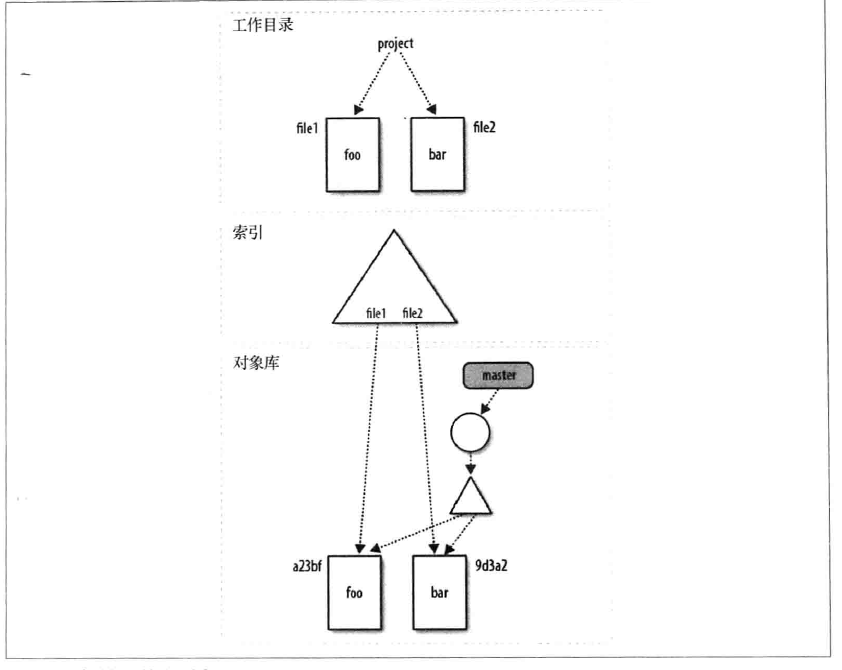 工作目录
project
file1
file2
foo
bar
索引
file1
file2
对象库
master
a23bf
9d3a2
foo
bar